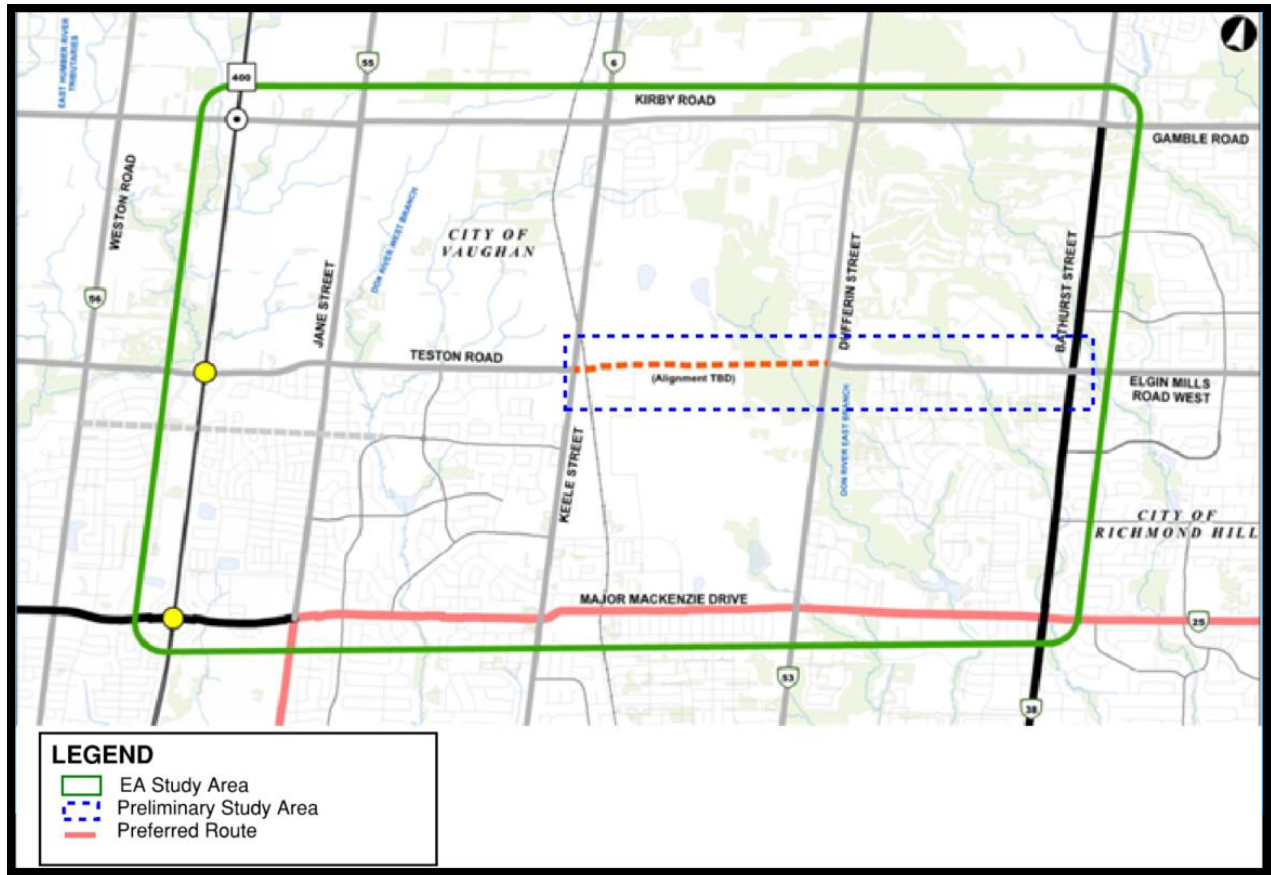 EAST HUMBER RIVER
TRIBUTARIES
400
55
6
KIRBY ROAD
GAMBLE ROAD
WESTON ROAD
DON RIVER WEST BRANCH
CITY OF
VAUGHAN
56
JANE STREET
DUFFERIN STREET
BATHURST STREET
TESTON ROAD
(Alignment TBD)
ELGIN MILLS
ROAD WEST
DON RIVER EAST BRANCH
KEELE STREET
CITY OF
RICHMOND HILL
MAJOR MACKENZIE DRIVE
25
53
38
LEGEND
EA Study Area
Preliminary Study Area
Preferred Route